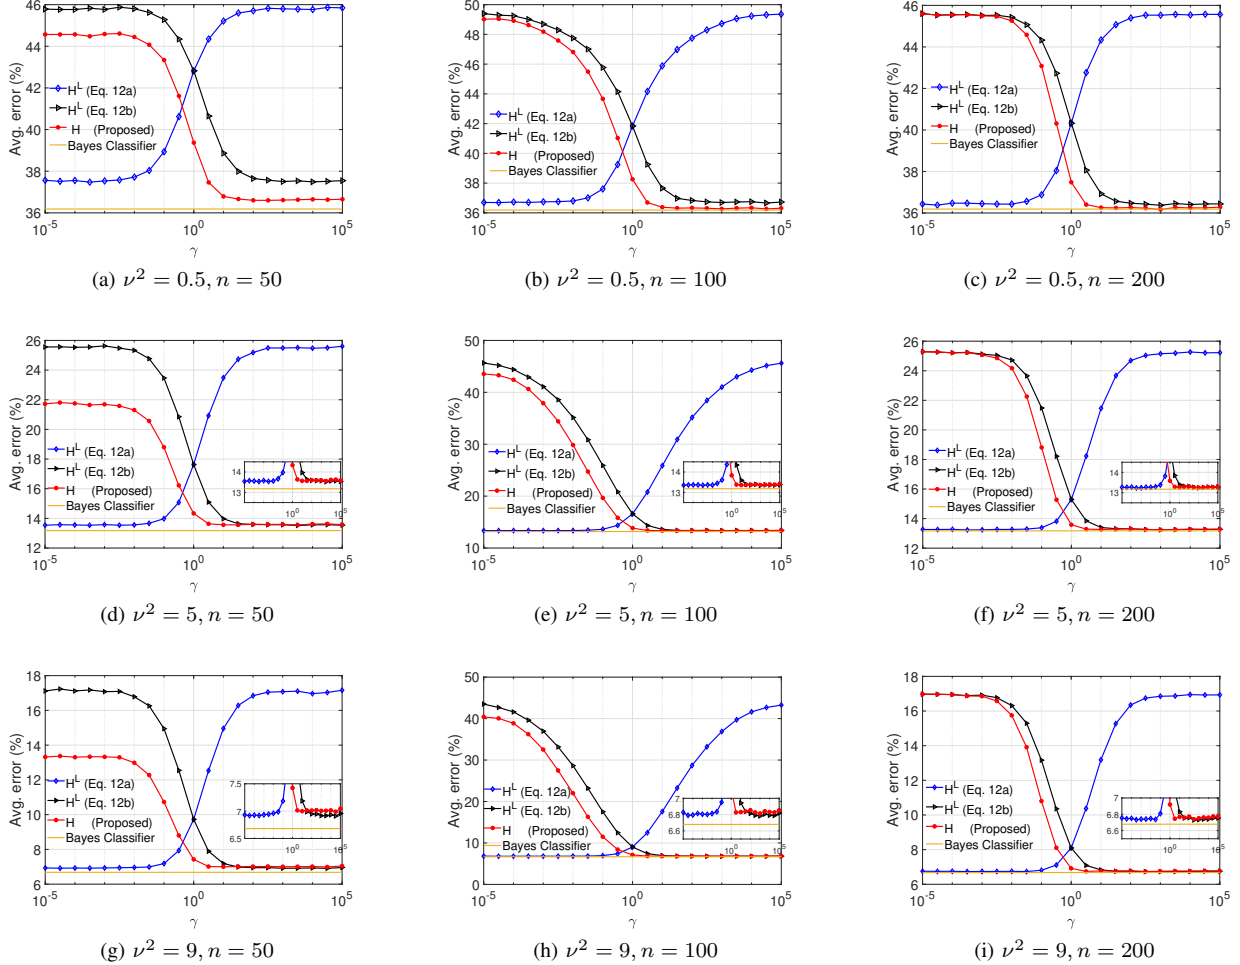 46
44
42
40
38
36
Avg. error (%)
H^L (Eq. 12a)
H^L (Eq. 12b)
H (Proposed)
Bayes Classifier
10^-5
10^0
10^5
γ
(a) ν² = 0.5, n = 50
50
48
46
44
42
40
38
36
Avg. error (%)
H^L (Eq. 12a)
H^L (Eq. 12b)
H (Proposed)
Bayes Classifier
10^-5
10^0
10^5
γ
(b) ν² = 0.5, n = 100
46
44
42
40
38
36
Avg. error (%)
H^L (Eq. 12a)
H^L (Eq. 12b)
H (Proposed)
Bayes Classifier
10^-5
10^0
10^5
γ
(c) ν² = 0.5, n = 200
26
24
22
20
18
16
14
12
Avg. error (%)
H^L (Eq. 12a)
H^L (Eq. 12b)
H (Proposed)
Bayes Classifier
14
13
10^0
10^5
10^-5
10^0
10^5
γ
(d) ν² = 5, n = 50
50
40
30
20
10
Avg. error (%)
H^L (Eq. 12a)
H^L (Eq. 12b)
H (Proposed)
Bayes Classifier
14
13
10^0
10^5
10^-5
10^0
10^5
γ
(e) ν² = 5, n = 100
26
24
22
20
18
16
14
12
Avg. error (%)
H^L (Eq. 12a)
H^L (Eq. 12b)
H (Proposed)
Bayes Classifier
14
13
10^0
10^5
10^-5
10^0
10^5
γ
(f) ν² = 5, n = 200
18
16
14
12
10
8
6
Avg. error (%)
H^L (Eq. 12a)
H^L (Eq. 12b)
H (Proposed)
Bayes Classifier
7.5
7
6.5
10^0
10^5
10^-5
10^0
10^5
γ
(g) ν² = 9, n = 50
50
40
30
20
10
0
Avg. error (%)
H^L (Eq. 12a)
H^L (Eq. 12b)
H (Proposed)
Bayes Classifier
7
6.8
6.6
10^0
10^5
10^-5
10^0
10^5
γ
(h) ν² = 9, n = 100
18
16
14
12
10
8
6
Avg. error (%)
H^L (Eq. 12a)
H^L (Eq. 12b)
H (Proposed)
Bayes Classifier
7
6.8
6.6
10^0
10^5
10^-5
10^0
10^5
γ
(i) ν² = 9, n = 200